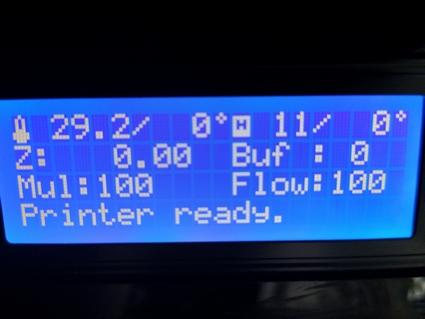 29.2/ 0° 11/ 0°
Z: 0.00 Buf : 0
Mul:100 Flow:100
Printer ready.